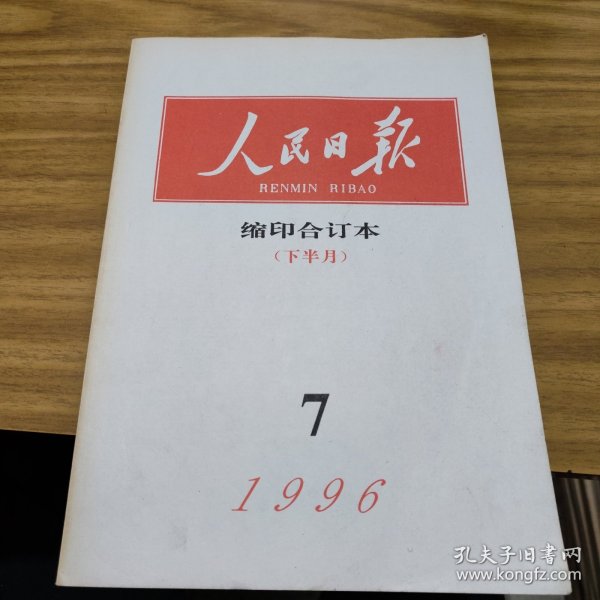 人民日报
RENMIN RIBAO
缩印合订本
(下半月)
7
1996
孔夫子旧书网
www.kongfz.com